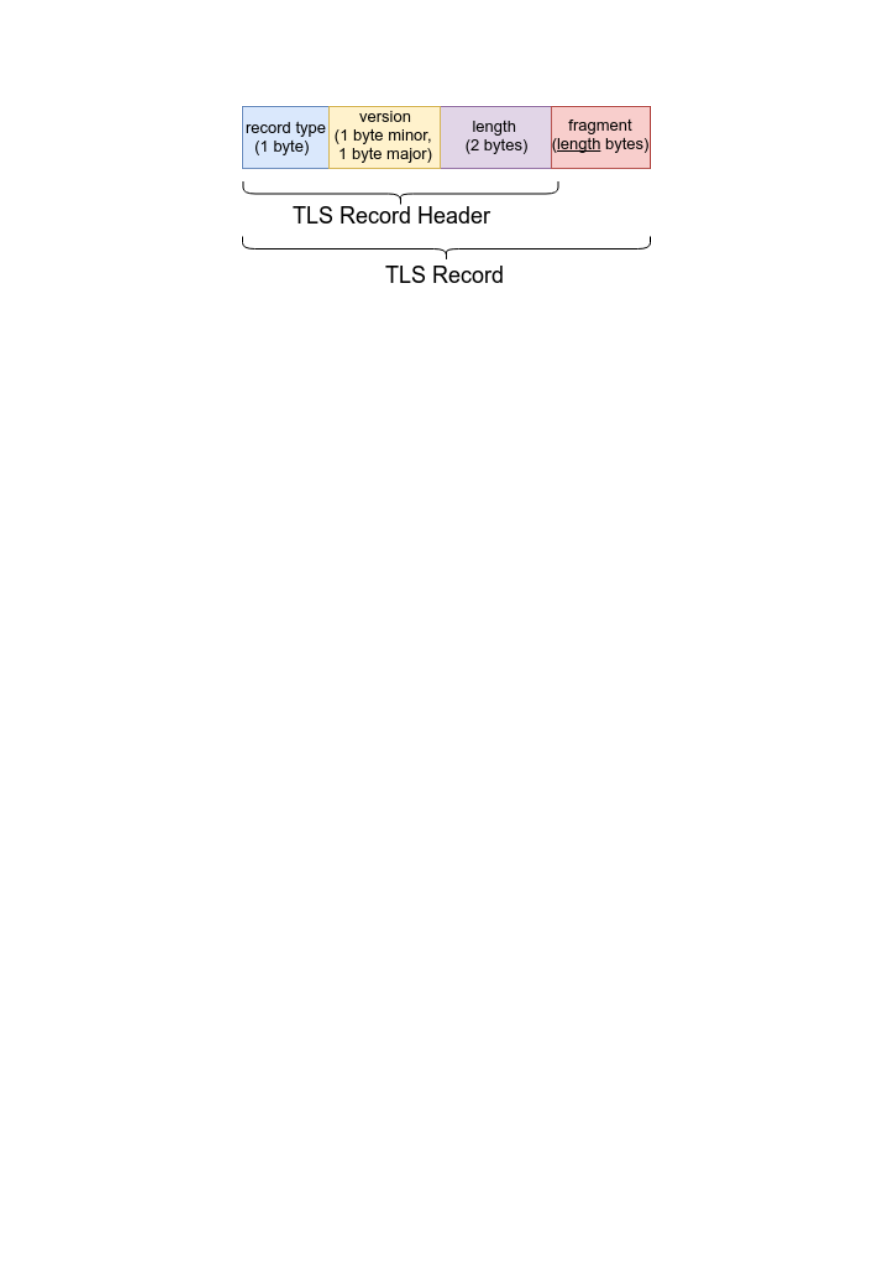 record type
(1 byte)
version
(1 byte minor,
1 byte major)
length
(2 bytes)
fragment
(length bytes)
TLS Record Header
TLS Record